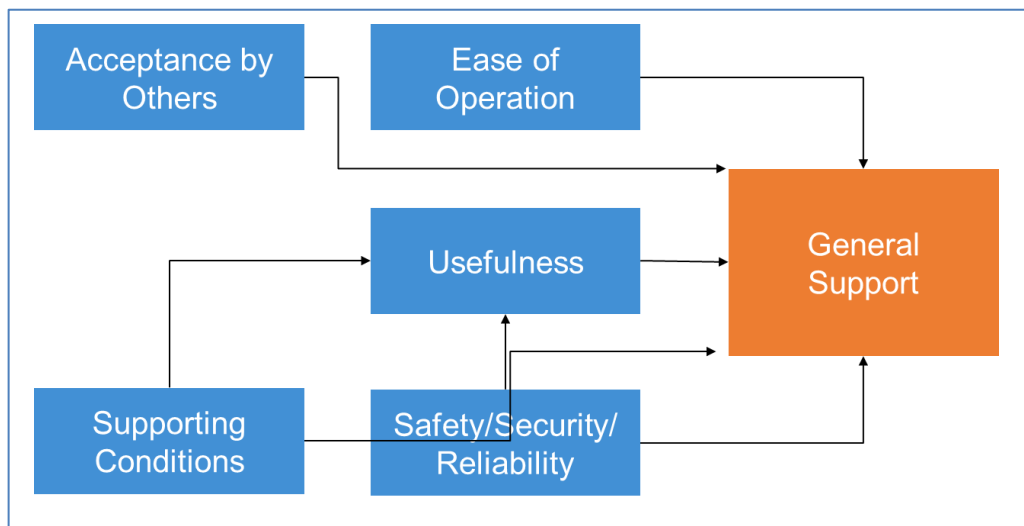 Acceptance by
Others
Ease of
Operation
Usefulness
General
Support
Supporting
Conditions
Safety/Security/
Reliability